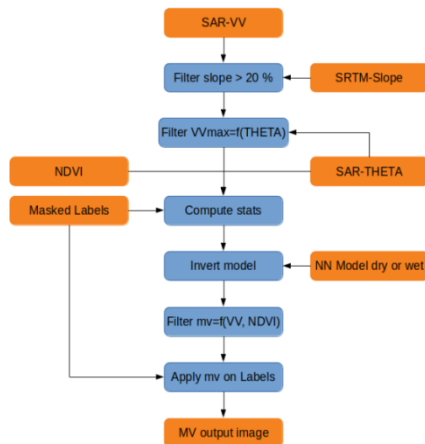 SAR-VV
Filter slope > 20 %
SRTM-Slope
Filter VVmax=f(THETA)
NDVI
SAR-THETA
Masked Labels
Compute stats
Invert model
NN Model dry or wet
Filter mv=f(VV, NDVI)
Apply mv on Labels
MV output image